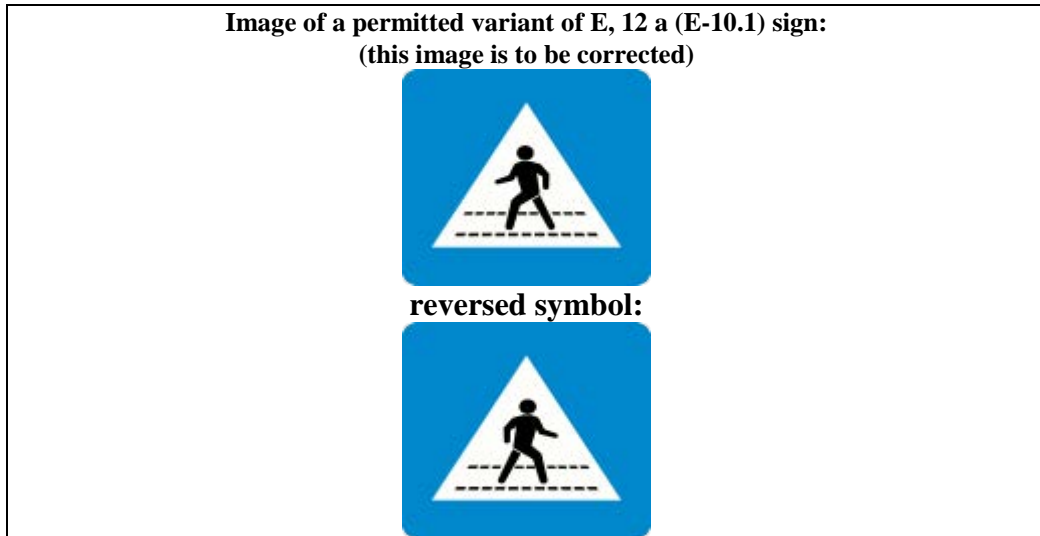 Image of a permitted variant of E, 12 a (E-10.1) sign:
(this image is to be corrected)
reversed symbol: